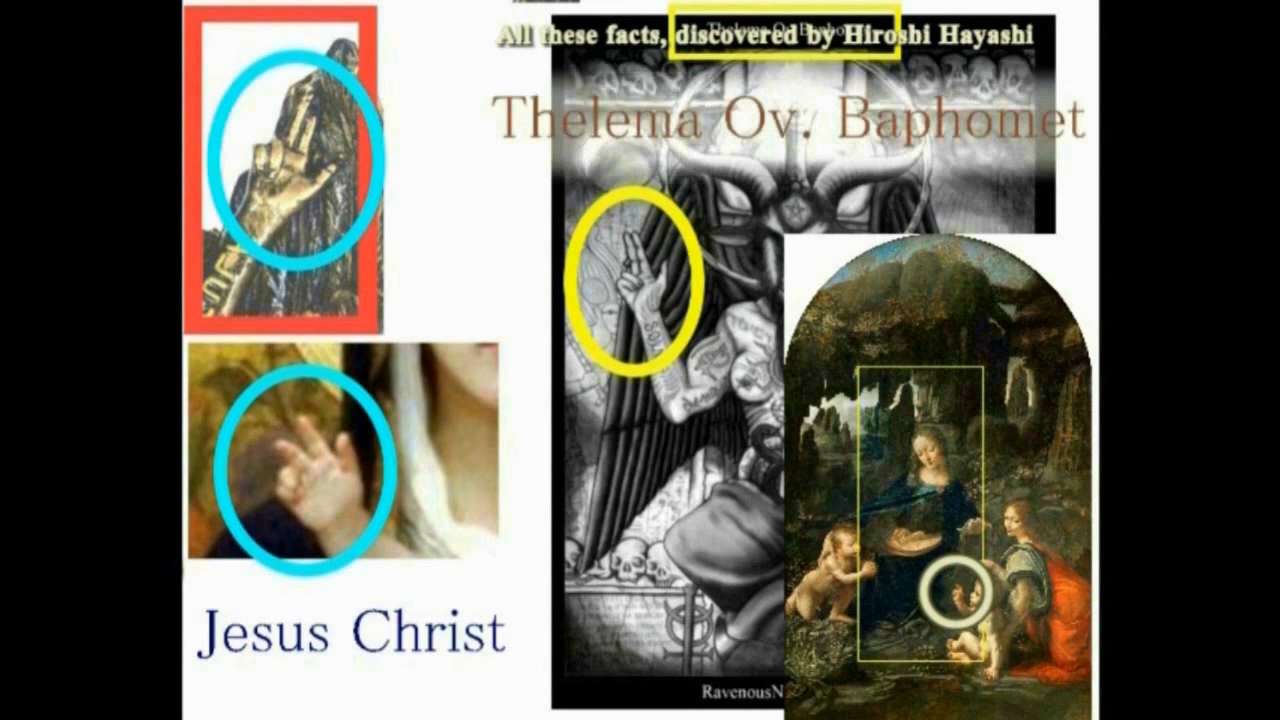 All these facts, discovered by Hiroshi Hayashi
Thelema Ov. Baphomet
Jesus Christ
RavenousN